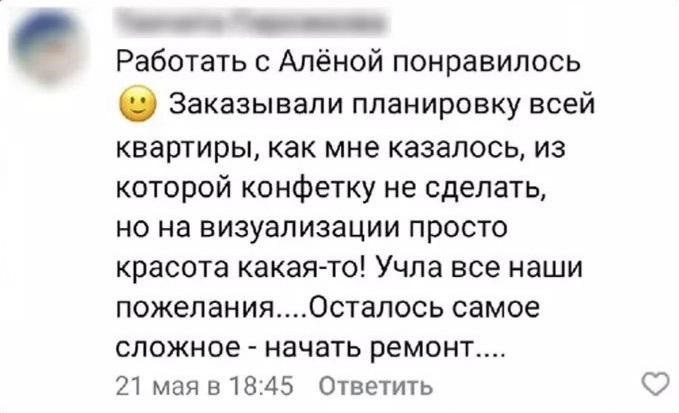 Работать с Алёной понравилось
🙂 Заказывали планировку всей
квартиры, как мне казалось, из
которой конфетку не сделать,
но на визуализации просто
красота какая-то! Учла все наши
пожелания....Осталось самое
сложное - начать ремонт....
21 мая в 18:45 Ответить